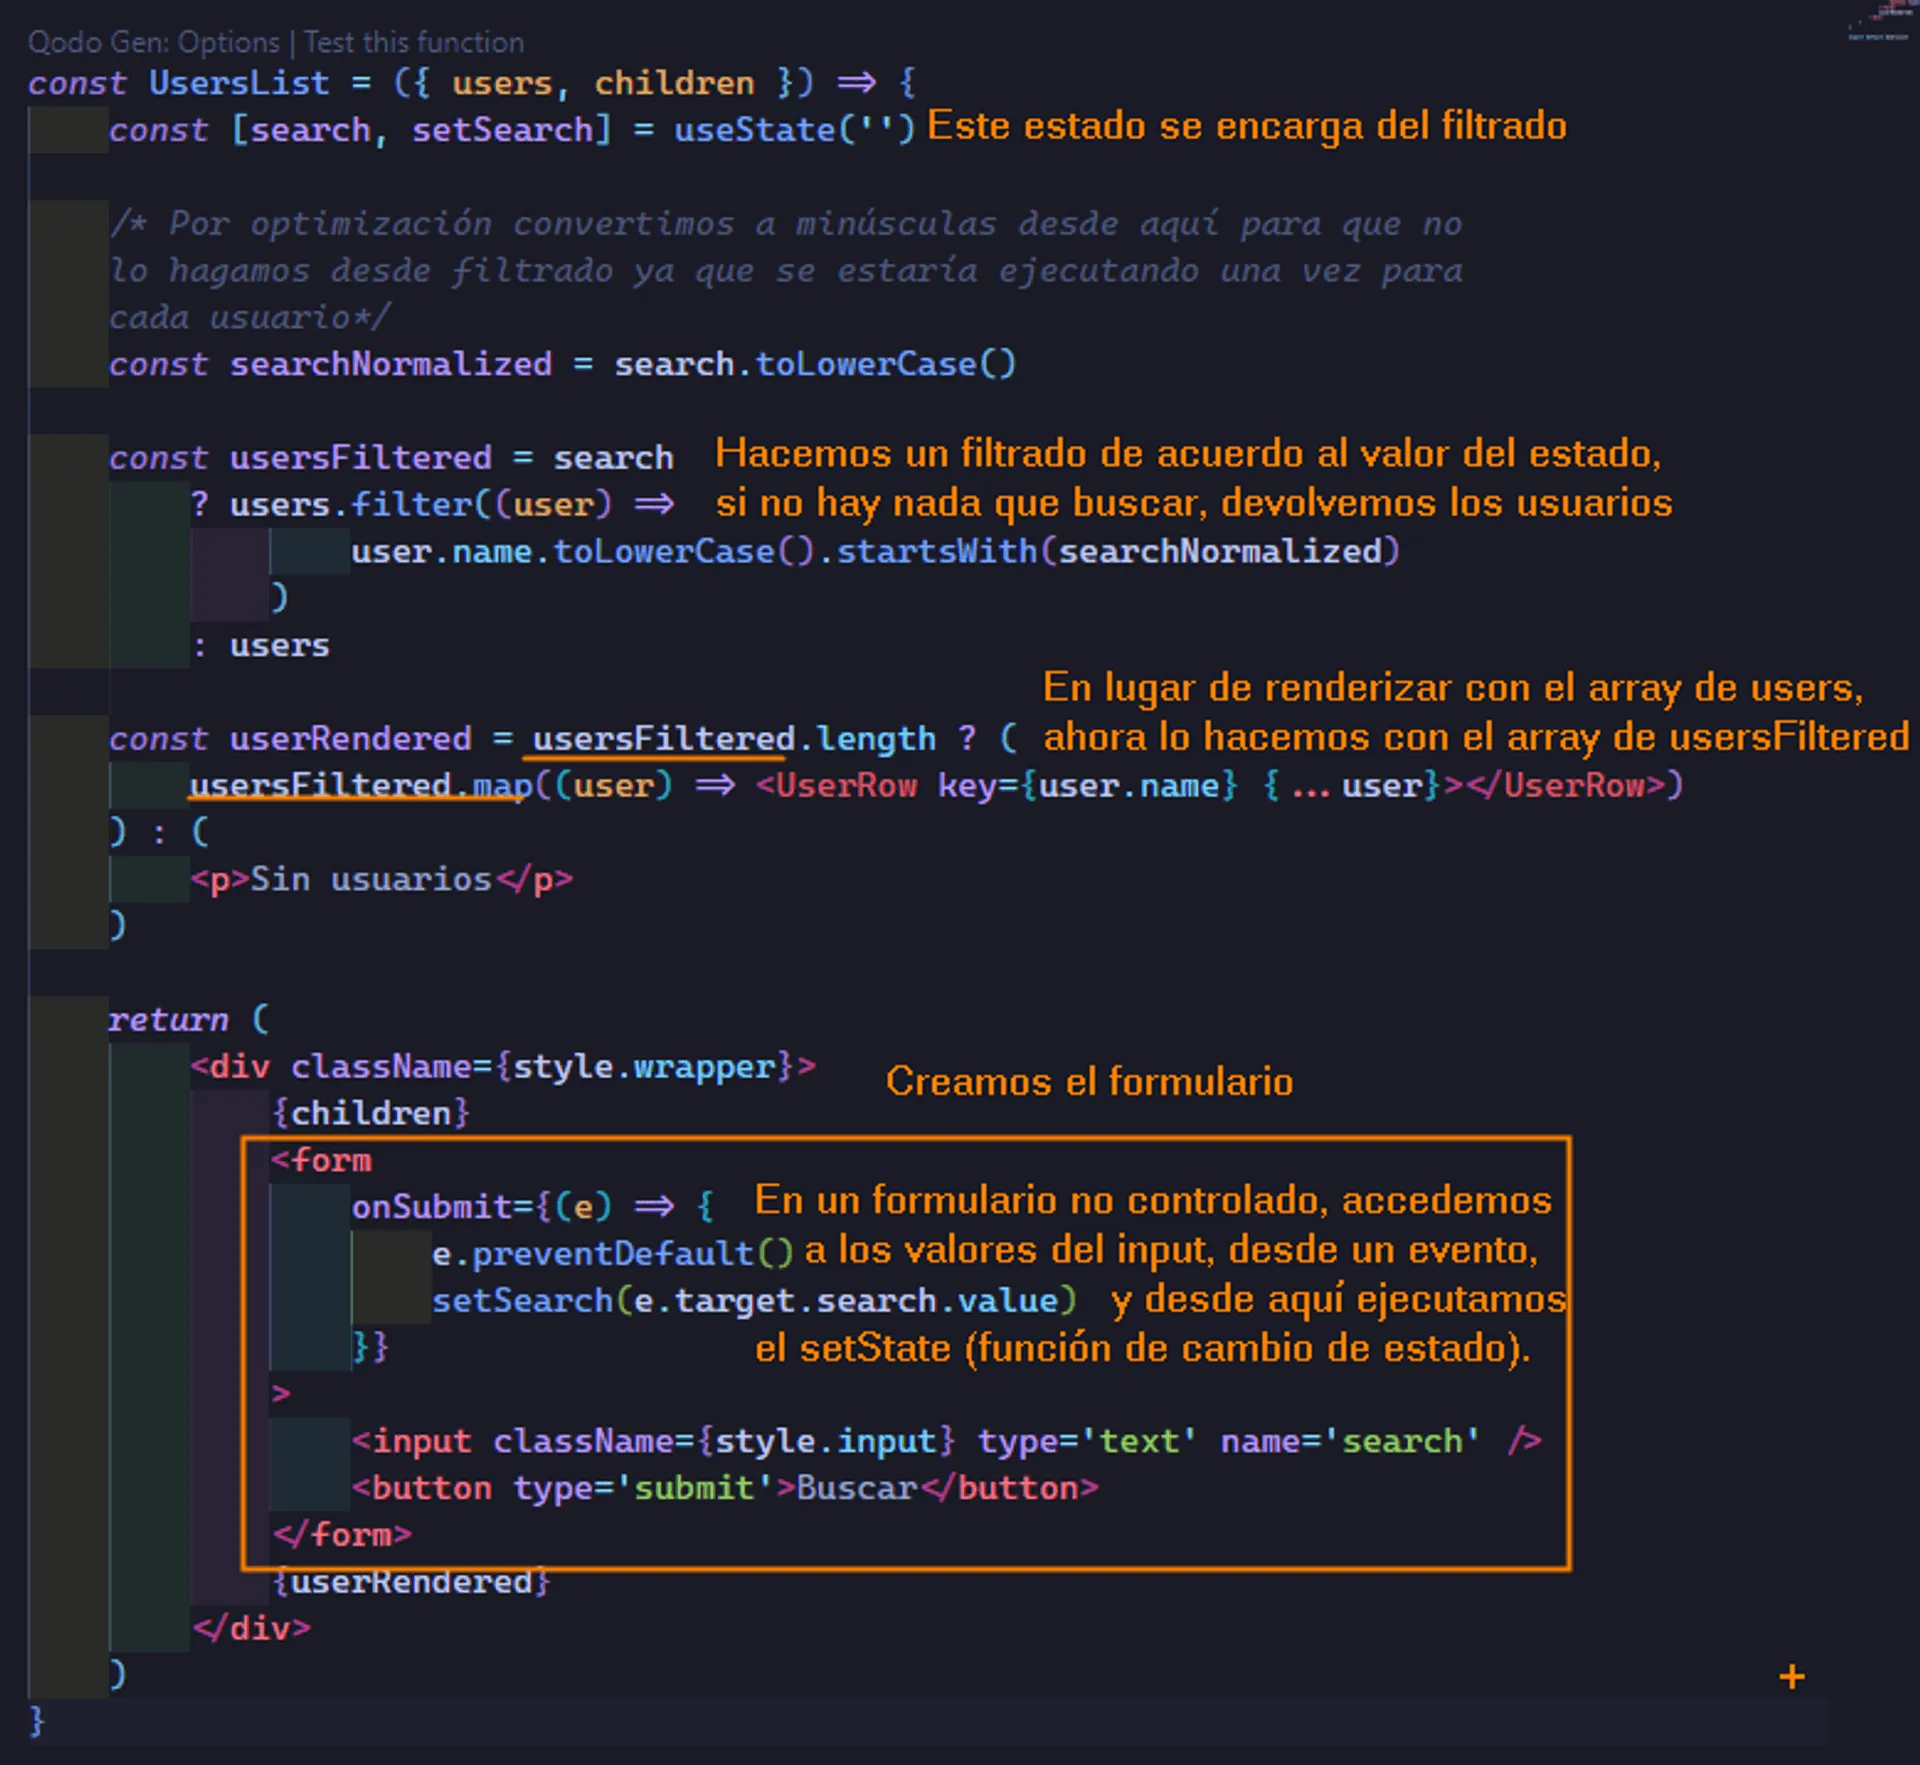 Qodo Gen: Options | Test this function
const UsersList = ({ users, children }) => {
const [search, setSearch] = useState('') Este estado se encarga del filtrado
/* Por optimización convertimos a minúsculas desde aquí para que no
lo hagamos desde filtrado ya que se estaría ejecutando una vez para
cada usuario*/
const searchNormalized = search.toLowerCase()
const usersFiltered = search Hacemos un filtrado de acuerdo al valor del estado,
? users.filter((user) => si no hay nada que buscar, devolvemos los usuarios
user.name.toLowerCase().startsWith(searchNormalized)
)
: users
En lugar de renderizar con el array de users,
const userRendered = usersFiltered.length ? ( ahora lo hacemos con el array de usersFiltered
usersFiltered.map((user) => <UserRow key={user.name} {...user}></UserRow>)
) : (
<p>Sin usuarios</p>
)
return (
<div className={style.wrapper}> Creamos el formulario
{children}
<form
onSubmit={(e) => { En un formulario no controlado, accedemos
e.preventDefault() a los valores del input, desde un evento,
setSearch(e.target.search.value) y desde aquí ejecutamos
}} el setState (función de cambio de estado).
>
<input className={style.input} type='text' name='search' />
<button type='submit'>Buscar</button>
</form>
{userRendered}
</div>
)
}